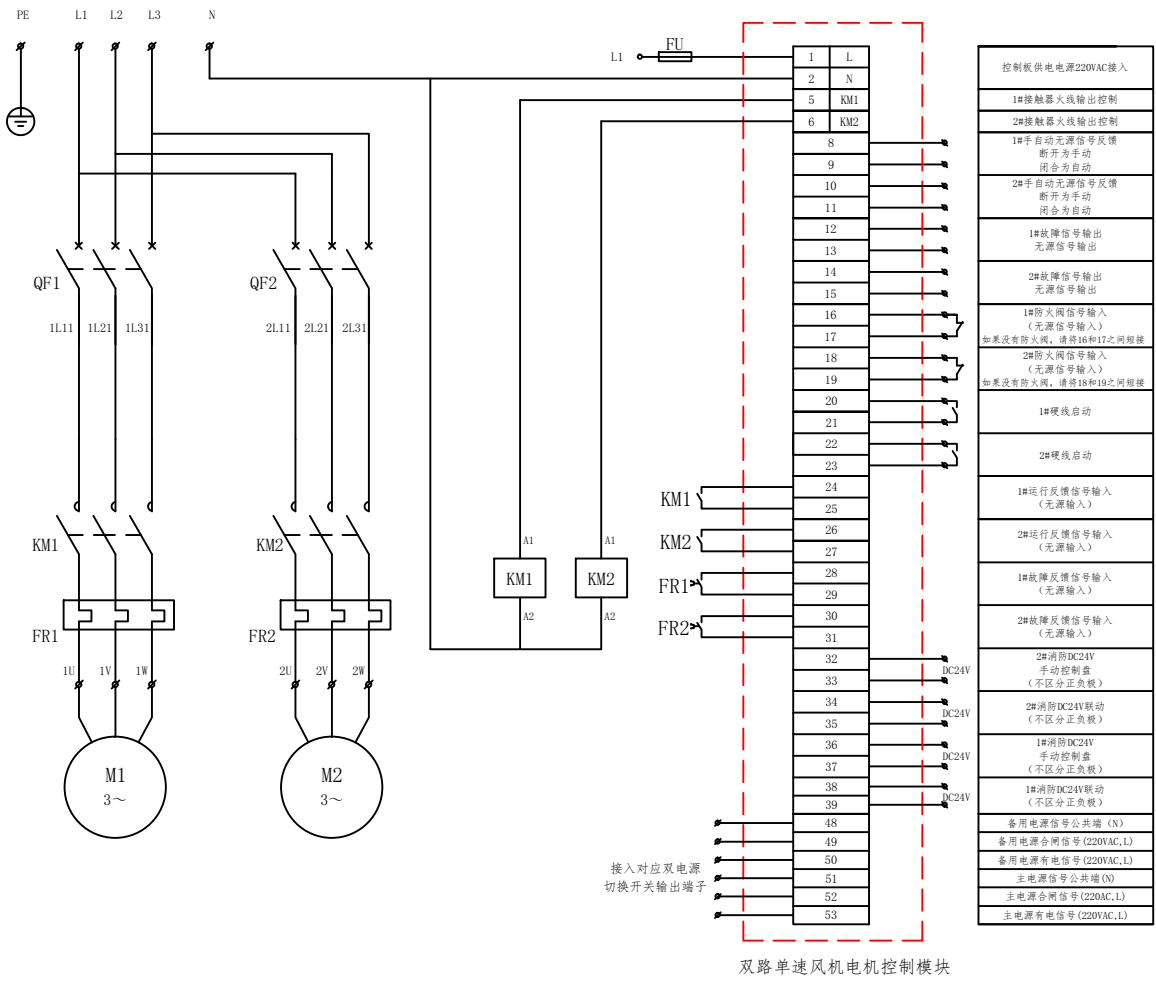 PE L1 L2 L3 N
L1 FU
1 L
控制板供电电源220VAC接入
2 N
5 KM1
1#接触器火线输出控制
6 KM2
2#接触器火线输出控制
8
1#手自动无源信号反馈
断开为手动
9
闭合为自动
10
2#手自动无源信号反馈
断开为手动
11
闭合为自动
12
1#故障信号输出
无源信号输出
13
14
2#故障信号输出
无源信号输出
15
16
1#防火阀信号输入
（无源信号输入）
17
如果没有防火阀，请将16和17之间短接
18
2#防火阀信号输入
（无源信号输入）
19
如果没有防火阀，请将18和19之间短接
20
1#硬线启动
21
22
2#硬线启动
23
QF1
QF2
1L11 1L21 1L31
2L11 2L21 2L31
KM1
24
1#运行反馈信号输入
（无源输入）
25
KM2
26
2#运行反馈信号输入
（无源输入）
27
FR1
28
1#故障反馈信号输入
（无源输入）
29
FR2
30
2#故障反馈信号输入
（无源输入）
31
KM1
KM2
A1
A1
KM1
KM2
A2
A2
FR1
FR2
1U 1V 1W
2U 2V 2W
M1
3～
M2
3～
32
DC24V
2#消防DC24V
手动控制盘
33
（不区分正负极）
34
DC24V
2#消防DC24V联动
（不区分正负极）
35
36
DC24V
1#消防DC24V
手动控制盘
37
（不区分正负极）
38
DC24V
1#消防DC24V联动
（不区分正负极）
39
48
备用电源信号公共端（N）
49
备用电源合闸信号(220VAC,L)
50
备用电源有电信号(220VAC,L)
51
主电源信号公共端(N)
52
主电源合闸信号(220AC,L)
53
主电源有电信号(220VAC,L)
接入对应双电源
切换开关输出端子
双路单速风机电机控制模块